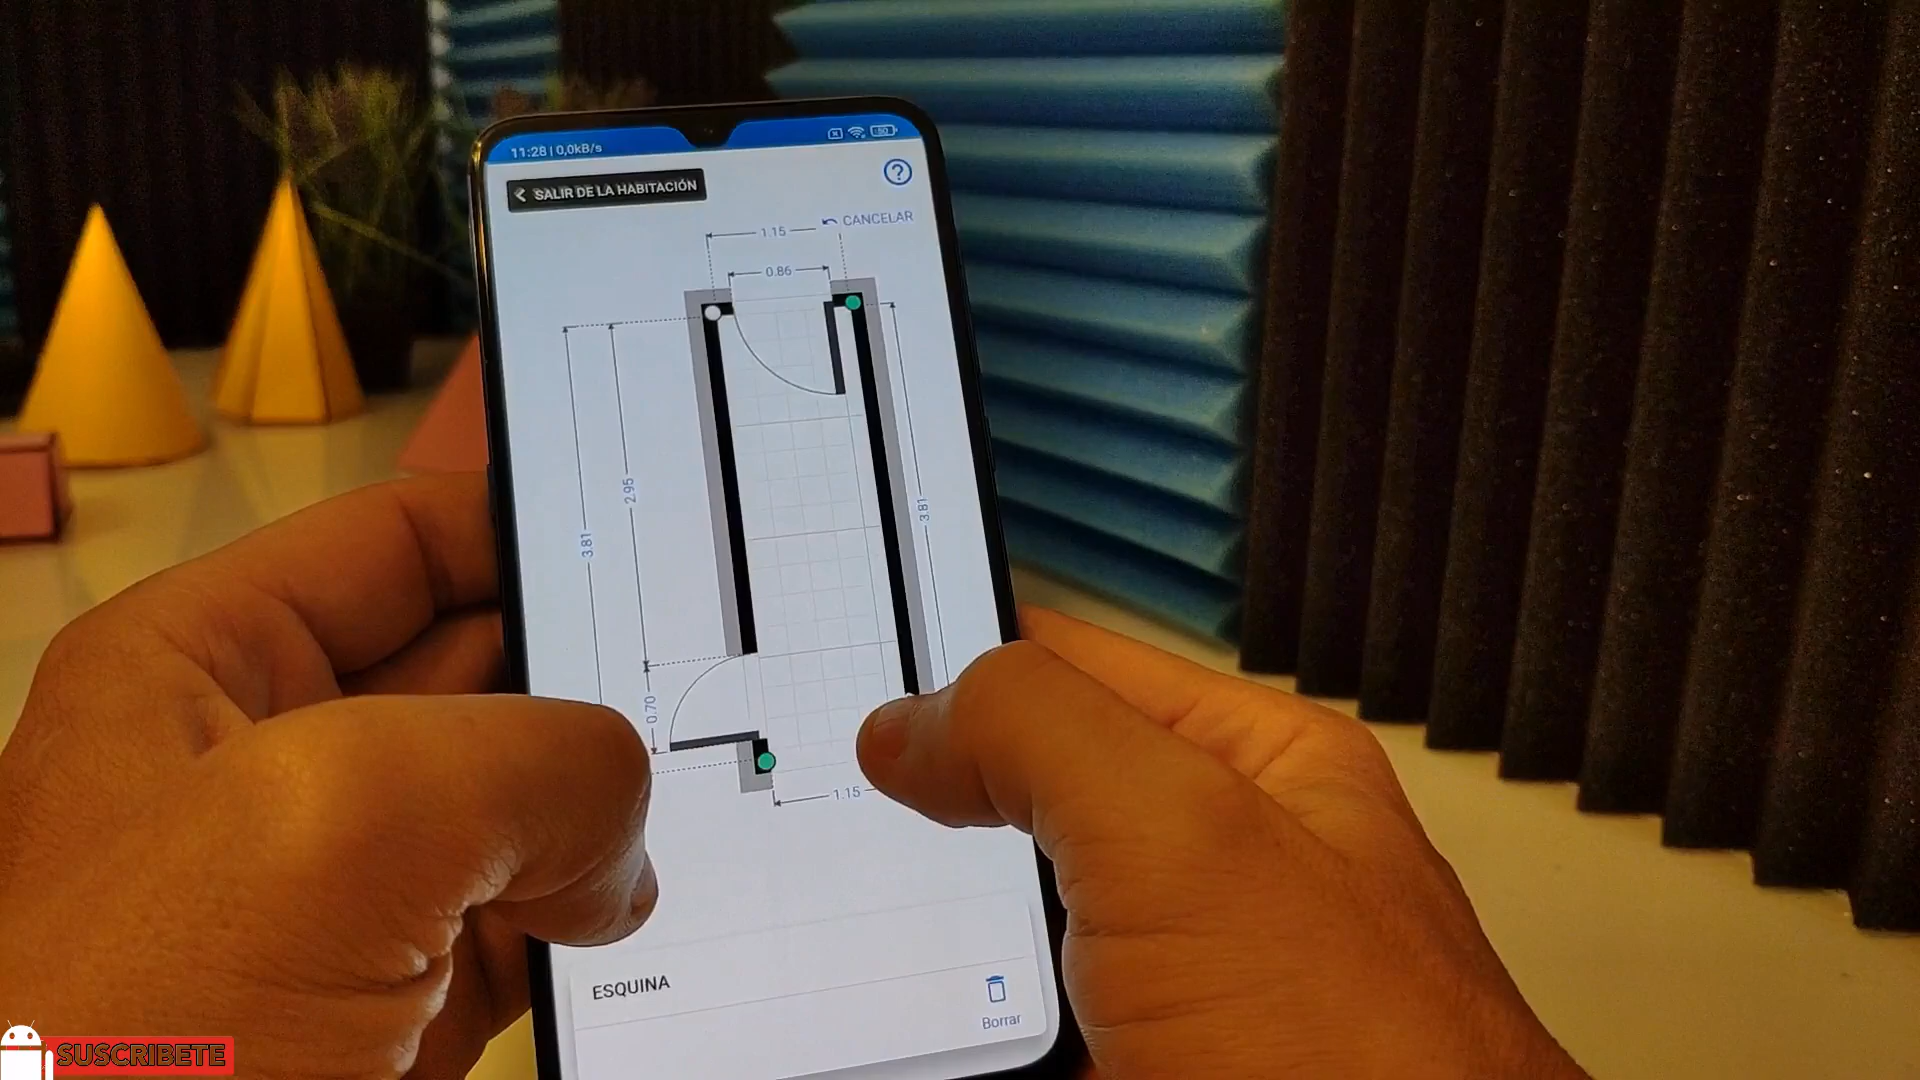 11:28 | 0,0kB/s
50
SALIR DE LA HABITACIÓN
?
CANCELAR
1.15
0.86
2.95
3.81
3.81
0.70
1.15
ESQUINA
Borrar
SUSCRIBETE